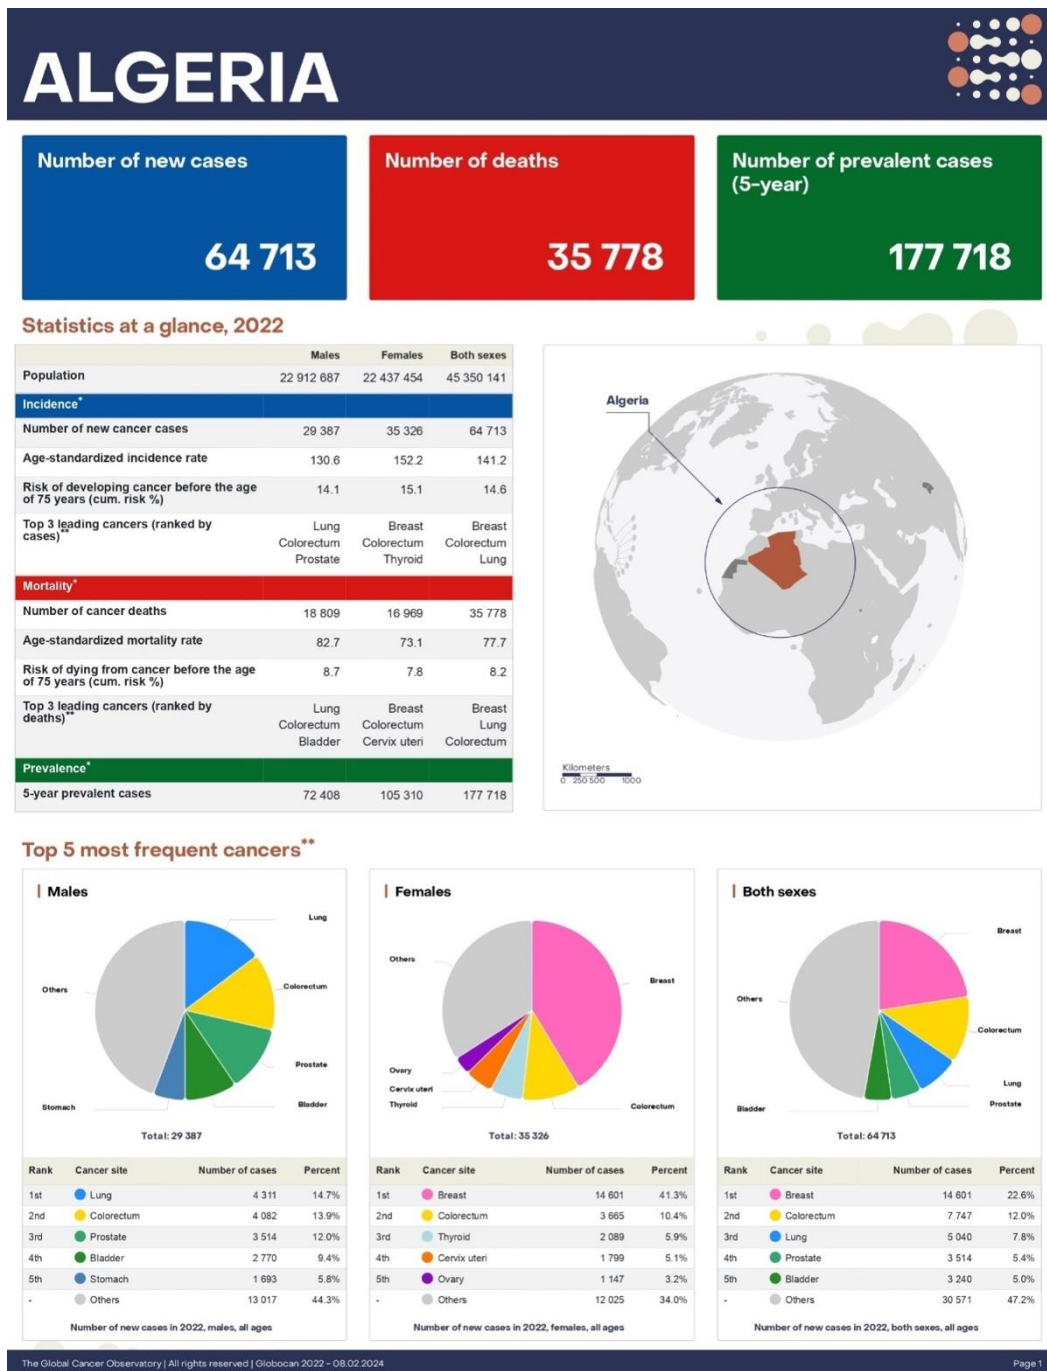 ALGERIA
Number of new cases
64 713
Number of deaths
35 778
Number of prevalent cases
(5-year)
177 718
Statistics at a glance, 2022
Males Females Both sexes
Population 22 912 687 22 437 454 45 350 141
Incidence*
Number of new cancer cases 29 387 35 326 64 713
Age-standardized incidence rate 130.6 152.2 141.2
Risk of developing cancer before the age
of 75 years (cum. risk %) 14.1 15.1 14.6
Top 3 leading cancers (ranked by
cases)**
Lung Breast Breast
Colorectum Colorectum Colorectum
Prostate Thyroid Lung
Mortality*
Number of cancer deaths 18 809 16 969 35 778
Age-standardized mortality rate 82.7 73.1 77.7
Risk of dying from cancer before the age
of 75 years (cum. risk %) 8.7 7.8 8.2
Top 3 leading cancers (ranked by
deaths)**
Lung Breast Breast
Colorectum Colorectum Lung
Bladder Cervix uteri Colorectum
Prevalence*
5-year prevalent cases 72 408 105 310 177 718
Algeria
Kilometers
0 250 500 1000
Top 5 most frequent cancers**
Males
Lung
Colorectum
Others
Prostate
Bladder
Stomach
Total: 29 387
Rank Cancer site Number of cases Percent
1st Lung 4 311 14.7%
2nd Colorectum 4 082 13.9%
3rd Prostate 3 514 12.0%
4th Bladder 2 770 9.4%
5th Stomach 1 693 5.8%
- Others 13 017 44.3%
Number of new cases in 2022, males, all ages
Females
Others
Breast
Ovary
Cervix uteri
Thyroid
Colorectum
Total: 35 326
Rank Cancer site Number of cases Percent
1st Breast 14 601 41.3%
2nd Colorectum 3 665 10.4%
3rd Thyroid 2 089 5.9%
4th Cervix uteri 1 799 5.1%
5th Ovary 1 147 3.2%
- Others 12 025 34.0%
Number of new cases in 2022, females, all ages
Both sexes
Breast
Others
Colorectum
Lung
Prostate
Bladder
Total: 64 713
Rank Cancer site Number of cases Percent
1st Breast 14 601 22.6%
2nd Colorectum 7 747 12.0%
3rd Lung 5 040 7.8%
4th Prostate 3 514 5.4%
5th Bladder 3 240 5.0%
- Others 30 571 47.2%
Number of new cases in 2022, both sexes, all ages
The Global Cancer Observatory | All rights reserved | Globocan 2022 - 08.02.2024
Page 1